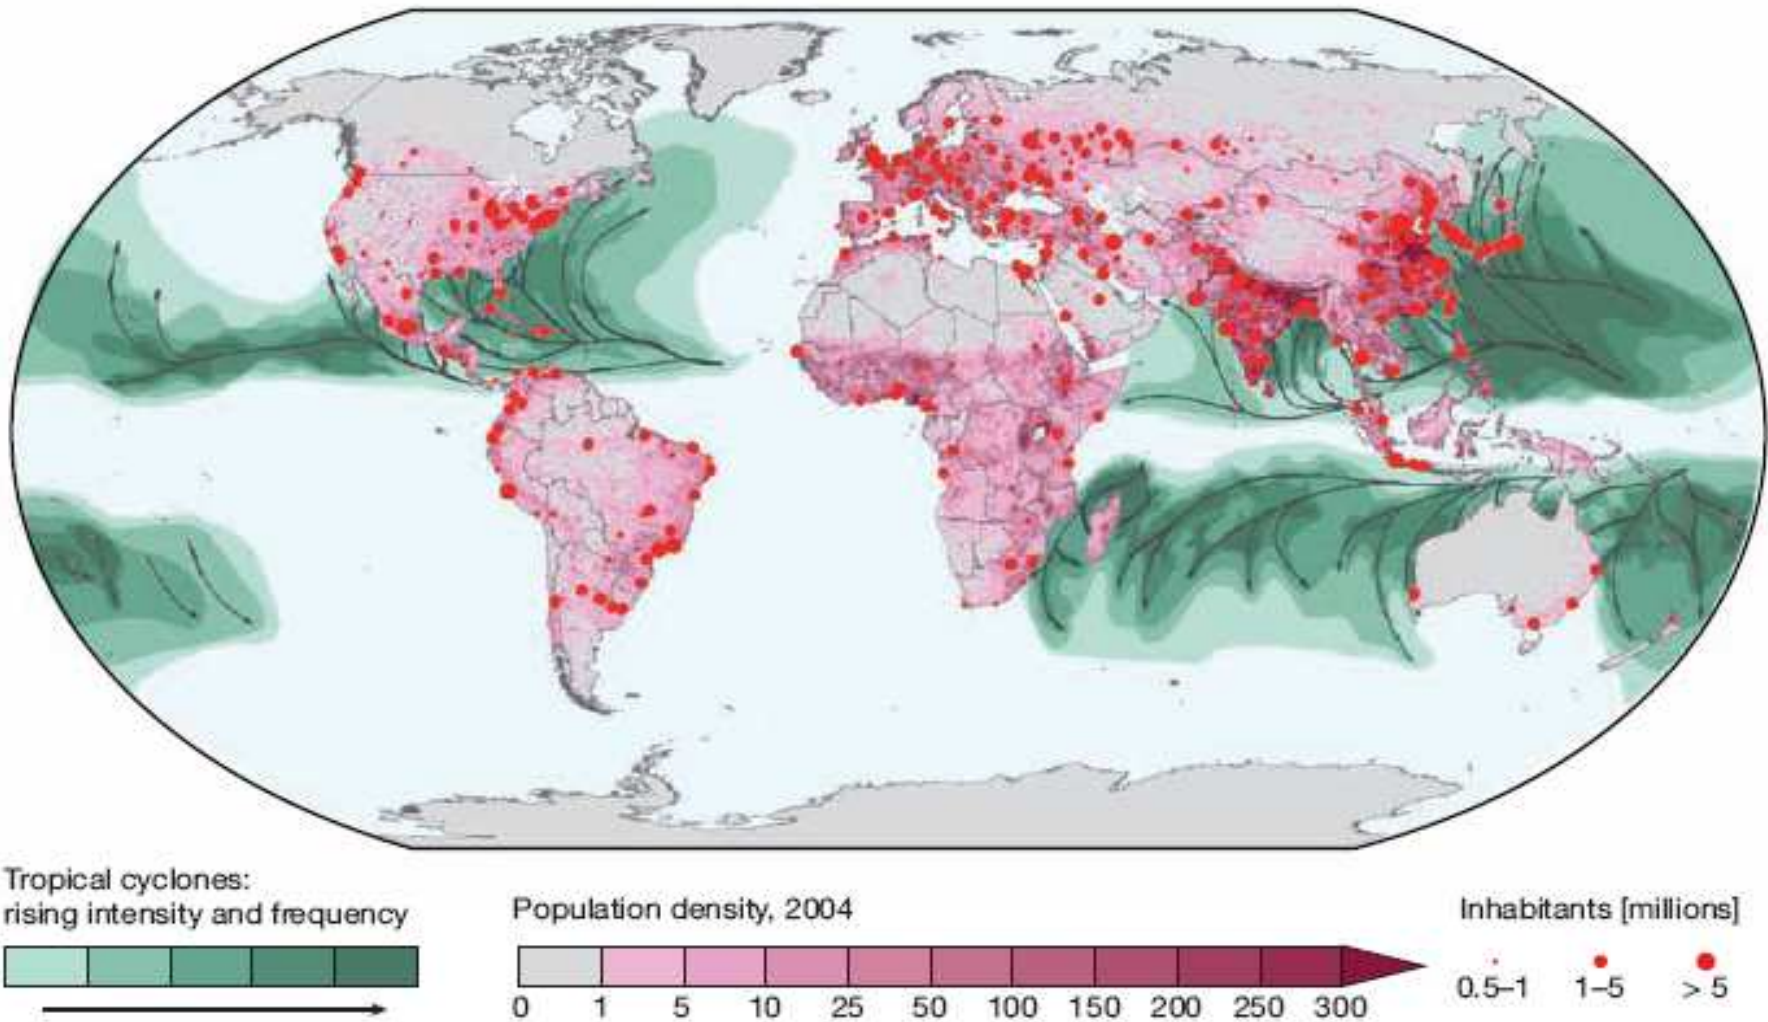 Tropical cyclones:
rising intensity and frequency
Population density, 2004
0 1 5 10 25 50 100 150 200 250 300
Inhabitants [millions]
0.5–1 1–5 > 5